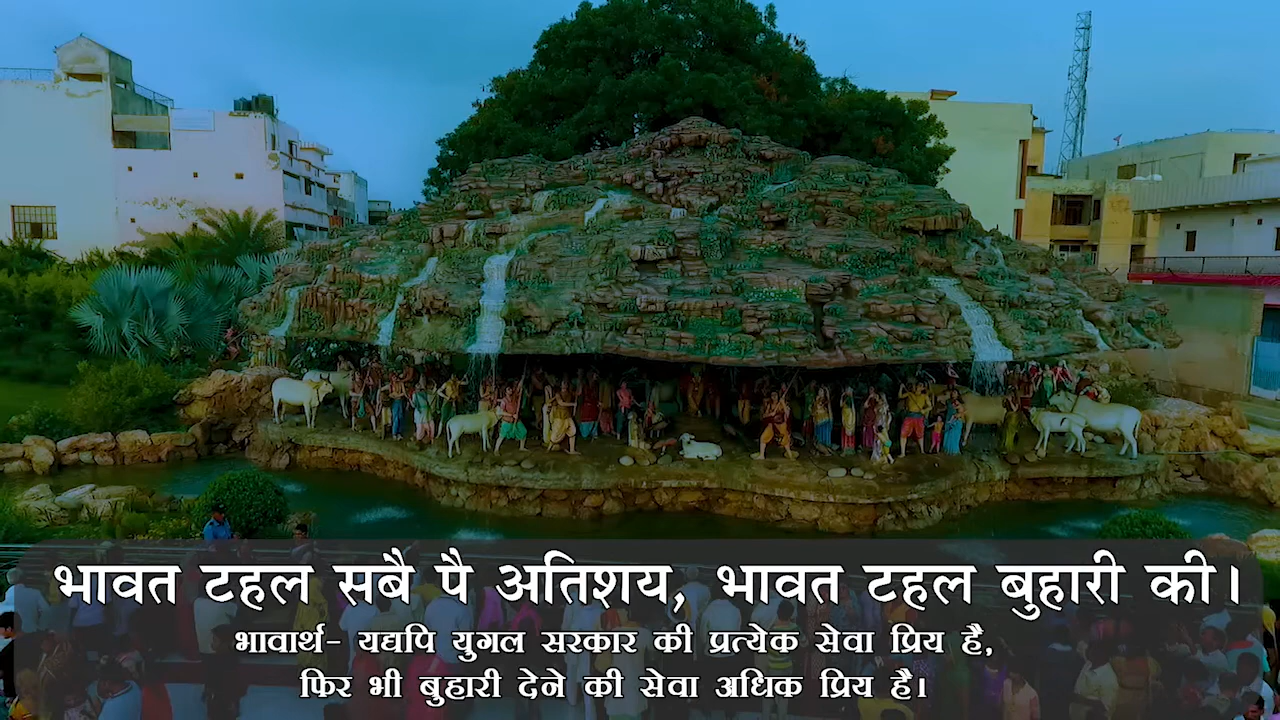 भावत टहल सबै पै अतिशय, भावत टहल बुहारी की।
भावार्थ- यद्यपि युगल सरकार की प्रत्येक सेवा प्रिय है,
फिर भी बुहारी देने की सेवा अधिक प्रिय है।